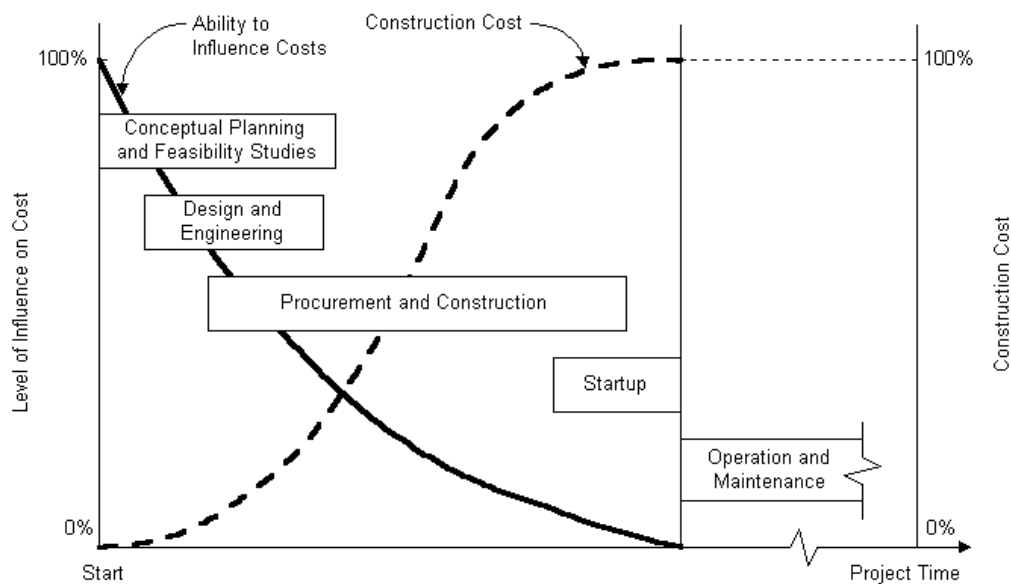 Ability to
Influence Costs
Construction Cost
100%
100%
Conceptual Planning
and Feasibility Studies
Design and
Engineering
Level of Influence on Cost
Construction Cost
Procurement and Construction
Startup
Operation and
Maintenance
0%
0%
Start
Project Time